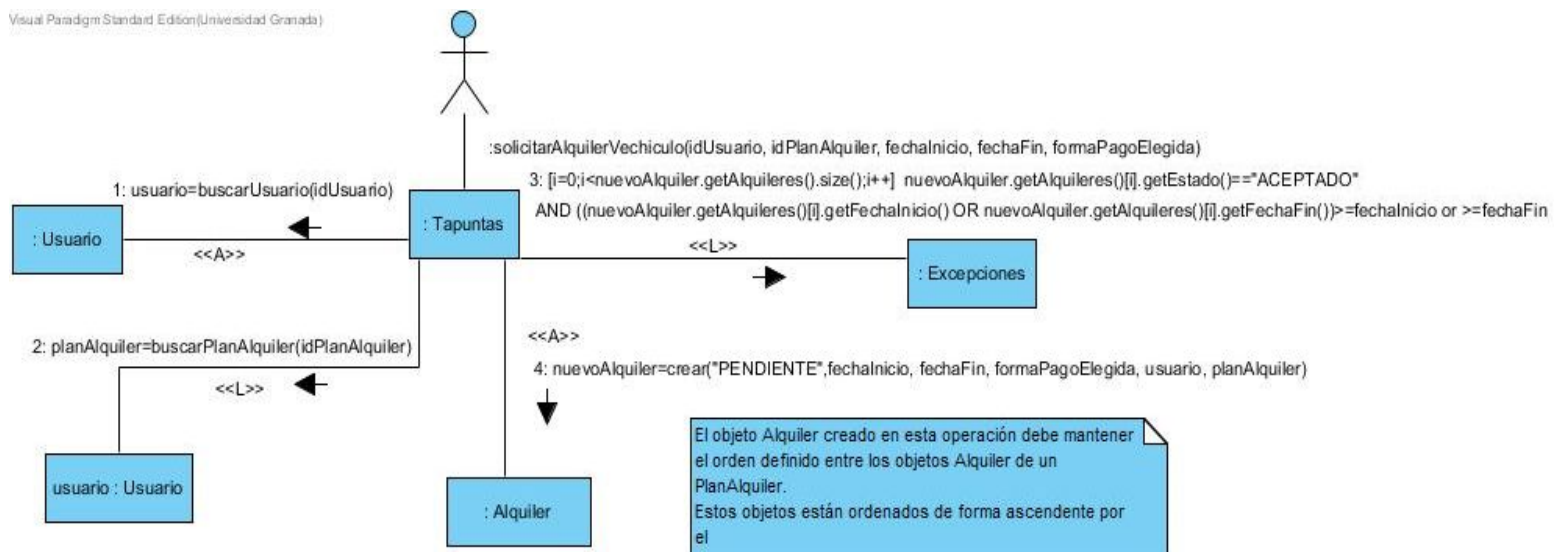 Visual Paradigm Standard Edition(Universidad Granada)
:solicitarAlquilerVechiculo(idUsuario, idPlanAlquiler, fechaInicio, fechaFin, formaPagoElegida)
1: usuario=buscarUsuario(idUsuario)
3: [i=0;i<nuevoAlquiler.getAlquileres().size();i++] nuevoAlquiler.getAlquileres()[i].getEstado()=="ACEPTADO"
AND ((nuevoAlquiler.getAlquileres()[i].getFechaInicio() OR nuevoAlquiler.getAlquileres()[i].getFechaFin())>=fechaInicio or >=fechaFin
: Usuario
<<A>>
: Tapuntas
<<L>>
: Excepciones
2: planAlquiler=buscarPlanAlquiler(idPlanAlquiler)
<<L>>
<<A>>
4: nuevoAlquiler=crear("PENDIENTE",fechaInicio, fechaFin, formaPagoElegida, usuario, planAlquiler)
usuario : Usuario
: Alquiler
El objeto Alquiler creado en esta operación debe mantener
el orden definido entre los objetos Alquiler de un
PlanAlquiler.
Estos objetos están ordenados de forma ascendente por
el